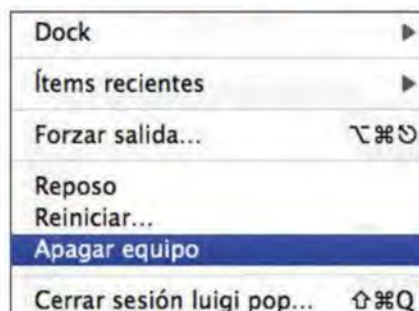 Dock ▶
Ítems recientes ▶
Forzar salida... ⌥⌘⎋
Reposo
Reiniciar...
Apagar equipo
Cerrar sesión luigi pop... ⇧⌘Q